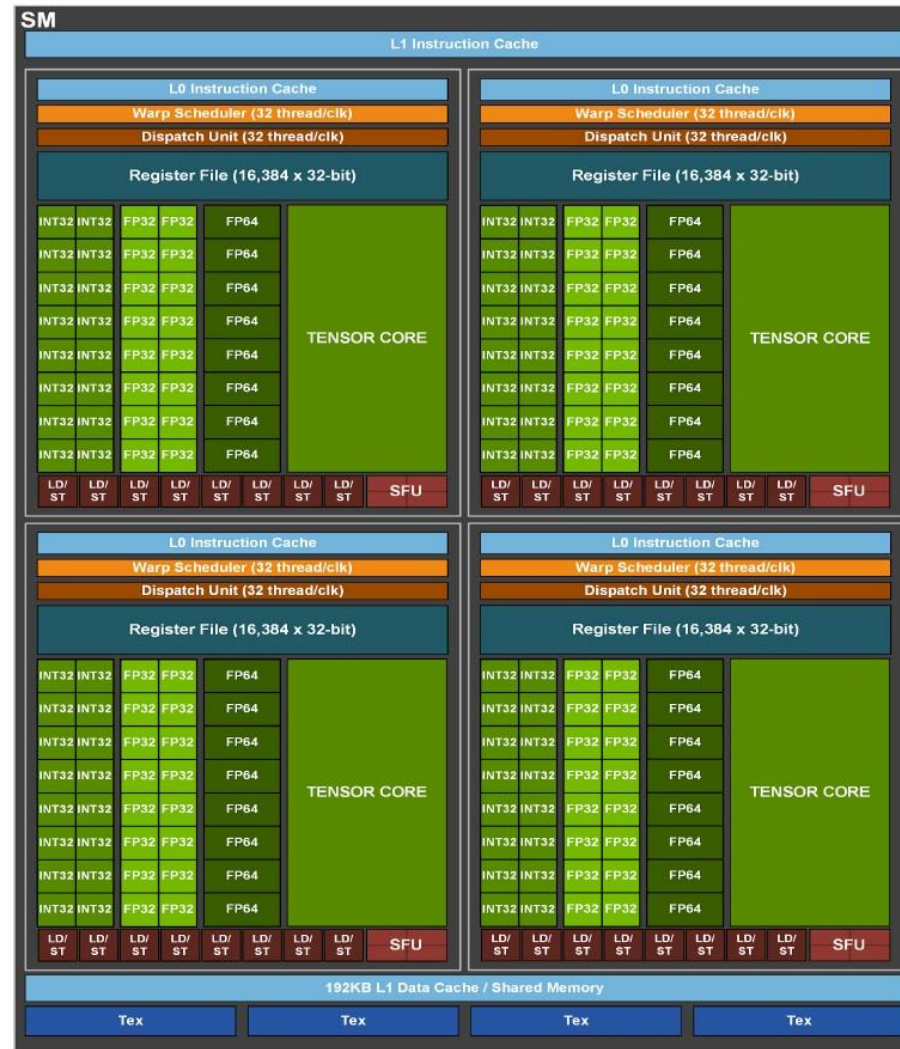 SM
L1 Instruction Cache
L0 Instruction Cache
Warp Scheduler (32 thread/clk)
Dispatch Unit (32 thread/clk)
Register File (16,384 x 32-bit)
INT32 INT32 FP32 FP32 FP64
INT32 INT32 FP32 FP32 FP64
INT32 INT32 FP32 FP32 FP64
INT32 INT32 FP32 FP32 FP64
TENSOR CORE
INT32 INT32 FP32 FP32 FP64
INT32 INT32 FP32 FP32 FP64
INT32 INT32 FP32 FP32 FP64
INT32 INT32 FP32 FP32 FP64
LD/ LD/ LD/ LD/ LD/ LD/ LD/ LD/
ST ST ST ST ST ST ST ST
SFU
L0 Instruction Cache
Warp Scheduler (32 thread/clk)
Dispatch Unit (32 thread/clk)
Register File (16,384 x 32-bit)
INT32 INT32 FP32 FP32 FP64
INT32 INT32 FP32 FP32 FP64
INT32 INT32 FP32 FP32 FP64
INT32 INT32 FP32 FP32 FP64
TENSOR CORE
INT32 INT32 FP32 FP32 FP64
INT32 INT32 FP32 FP32 FP64
INT32 INT32 FP32 FP32 FP64
INT32 INT32 FP32 FP32 FP64
LD/ LD/ LD/ LD/ LD/ LD/ LD/ LD/
ST ST ST ST ST ST ST ST
SFU
L0 Instruction Cache
Warp Scheduler (32 thread/clk)
Dispatch Unit (32 thread/clk)
Register File (16,384 x 32-bit)
INT32 INT32 FP32 FP32 FP64
INT32 INT32 FP32 FP32 FP64
INT32 INT32 FP32 FP32 FP64
INT32 INT32 FP32 FP32 FP64
TENSOR CORE
INT32 INT32 FP32 FP32 FP64
INT32 INT32 FP32 FP32 FP64
INT32 INT32 FP32 FP32 FP64
INT32 INT32 FP32 FP32 FP64
LD/ LD/ LD/ LD/ LD/ LD/ LD/ LD/
ST ST ST ST ST ST ST ST
SFU
L0 Instruction Cache
Warp Scheduler (32 thread/clk)
Dispatch Unit (32 thread/clk)
Register File (16,384 x 32-bit)
INT32 INT32 FP32 FP32 FP64
INT32 INT32 FP32 FP32 FP64
INT32 INT32 FP32 FP32 FP64
INT32 INT32 FP32 FP32 FP64
TENSOR CORE
INT32 INT32 FP32 FP32 FP64
INT32 INT32 FP32 FP32 FP64
INT32 INT32 FP32 FP32 FP64
INT32 INT32 FP32 FP32 FP64
LD/ LD/ LD/ LD/ LD/ LD/ LD/ LD/
ST ST ST ST ST ST ST ST
SFU
192KB L1 Data Cache / Shared Memory
Tex Tex Tex Tex